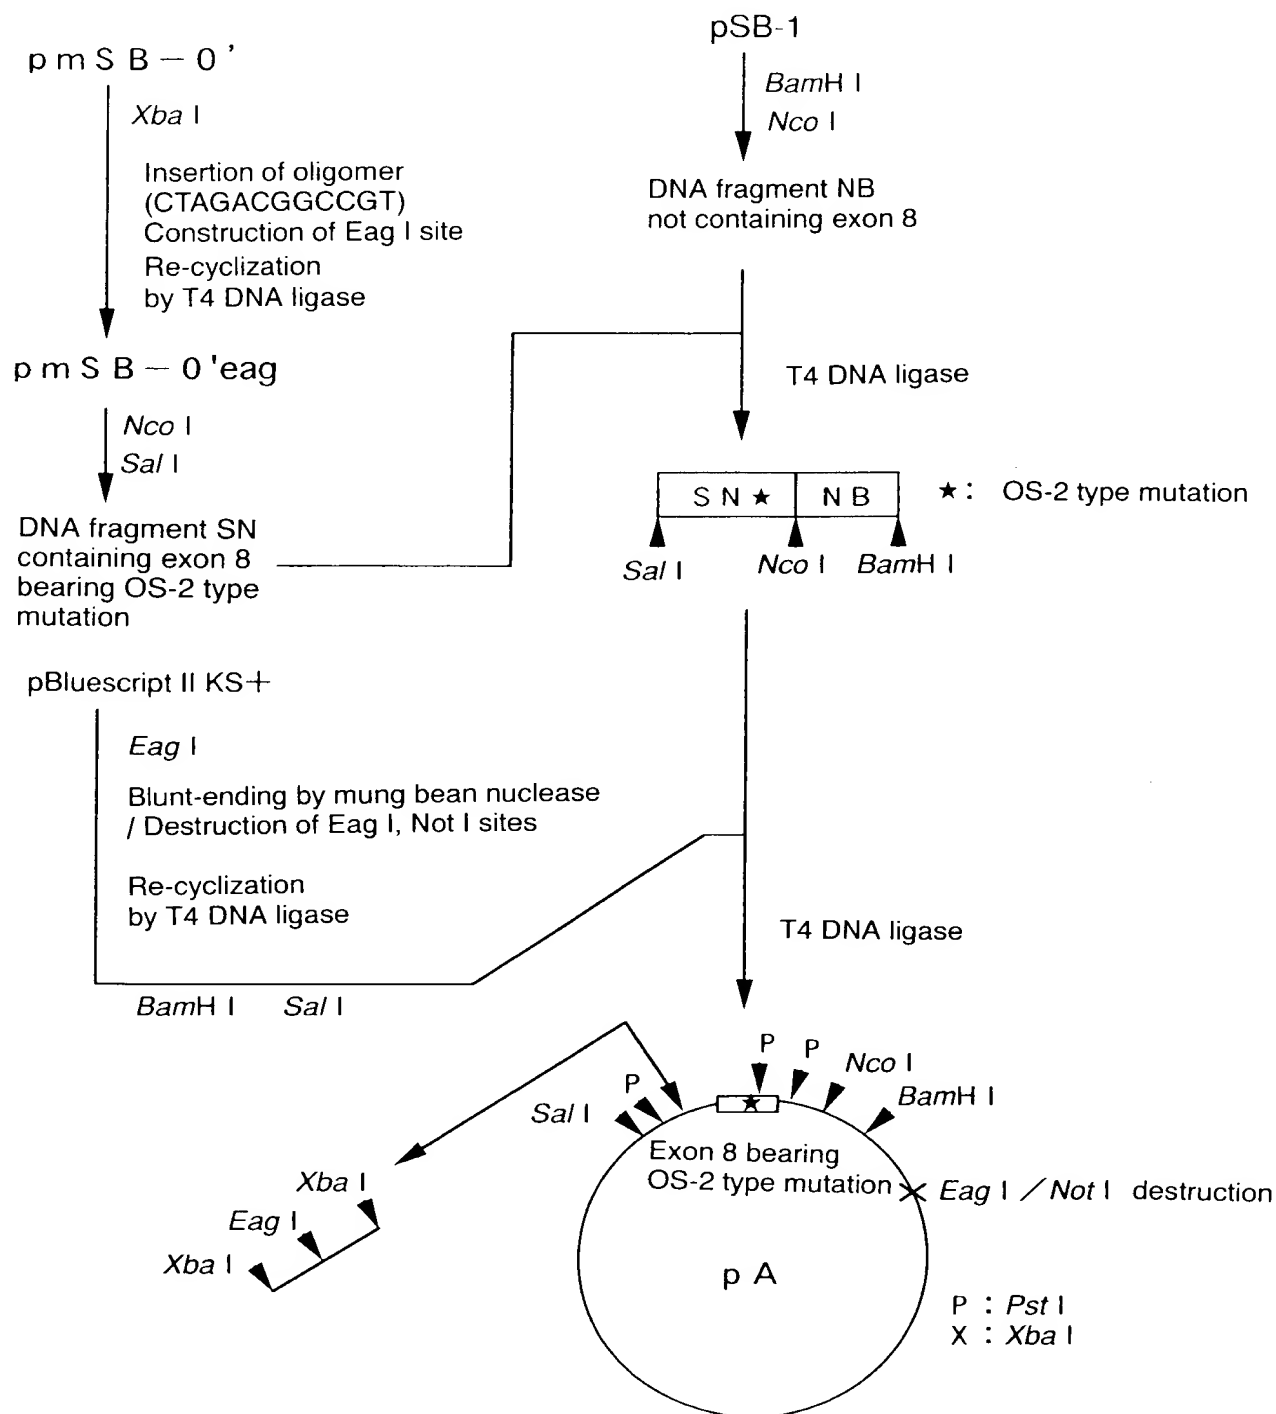 pmSB-0'
Xba I
Insertion of oligomer
(CTAGACGGCCGT)
Construction of Eag I site
Re-cyclization
by T4 DNA ligase
pmSB-0'eag
Nco I
Sal I
DNA fragment SN
containing exon 8
bearing OS-2 type
mutation
pSB-1
BamH I
Nco I
DNA fragment NB
not containing exon 8
T4 DNA ligase
SN★ NB
★: OS-2 type mutation
Sal I Nco I BamH I
pBluescript II KS+
Eag I
Blunt-ending by mung bean nuclease
/ Destruction of Eag I, Not I sites
Re-cyclization
by T4 DNA ligase
BamH I Sal I
T4 DNA ligase
Sal I P P P Nco I BamH I
★
Exon 8 bearing
OS-2 type mutation
Eag I / Not I destruction
Xba I
Eag I
Xba I
pA
P : Pst I
X : Xba I